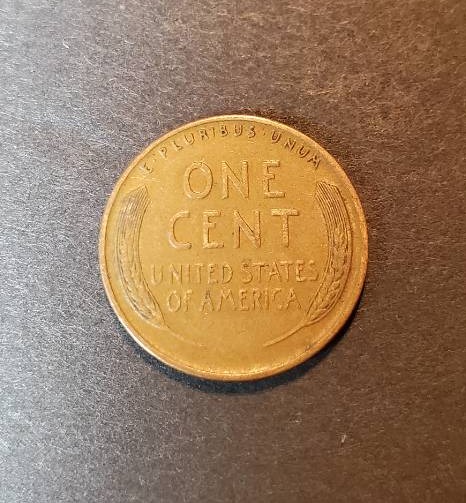 E·PLURIBUS·UNUM
ONE
CENT
UNITED STATES
OF AMERICA